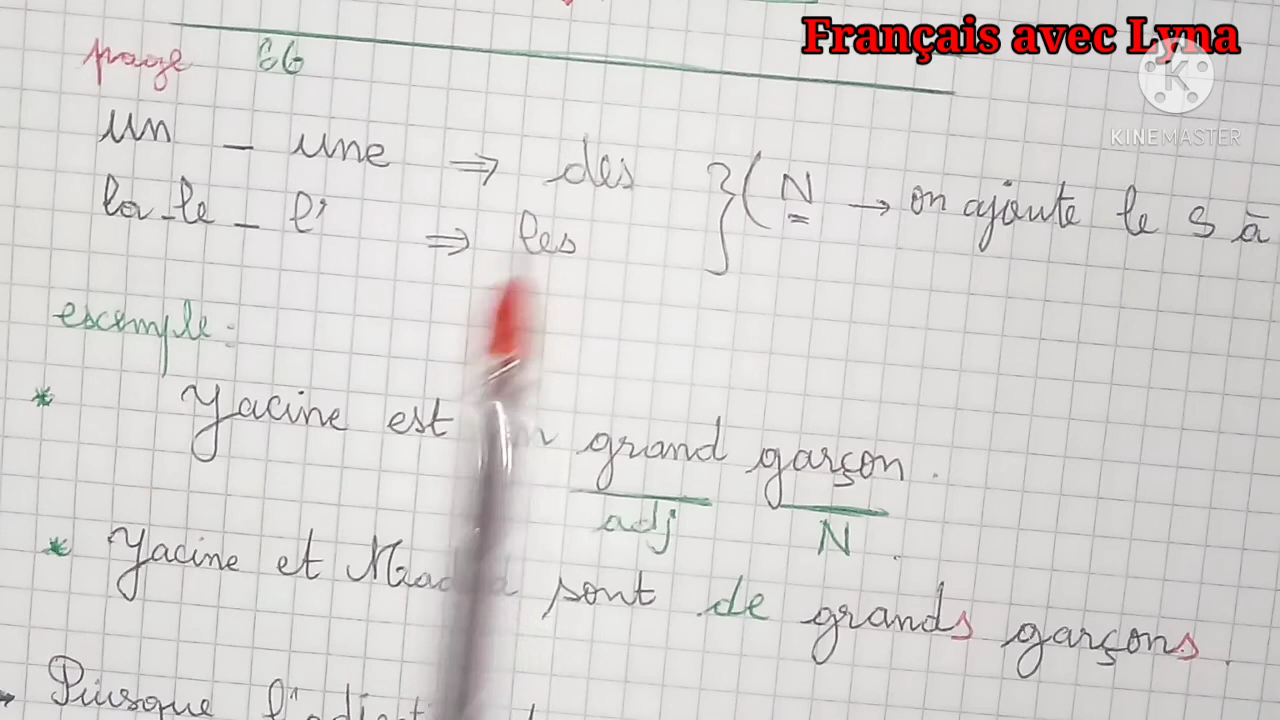 Français avec Lyna
KINEMASTER
page 66
un - une ⇒ des
la - le - l' ⇒ les
} ( N → on ajoute le s à
exemple:
* Yacine est grand garçon.
adj N.
* Yacine et sont de grands garçons.
→ Puisque